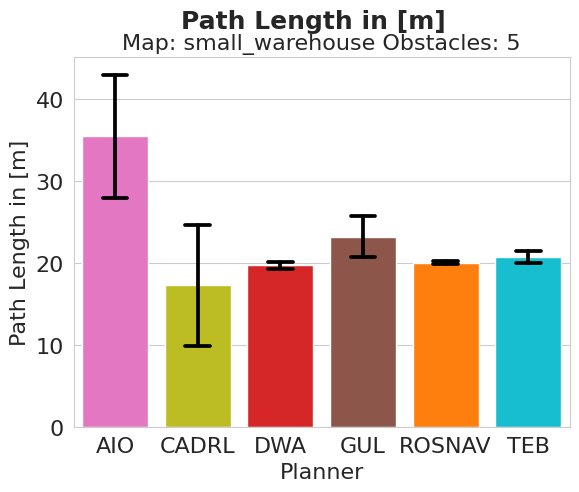 Path Length in [m]
Map: small_warehouse Obstacles: 5
Path Length in [m]
40
30
20
10
0
AIO CADRL DWA GUL ROSNAV TEB
Planner